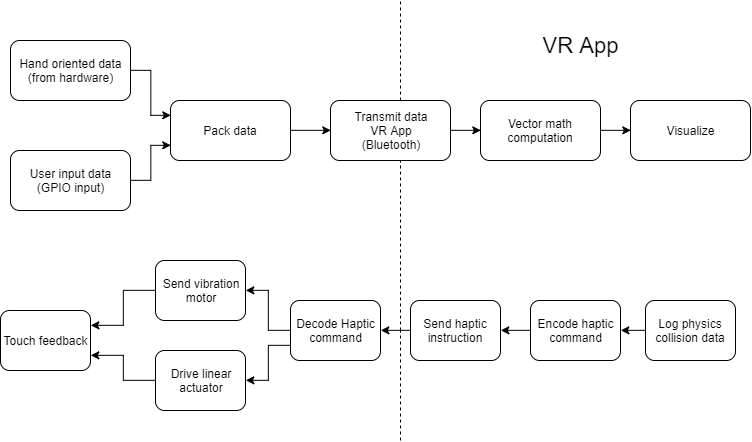 VR App
Hand oriented data
(from hardware)
Pack data
Transmit data
VR App
(Bluetooth)
Vector math
computation
Visualize
User input data
(GPIO input)
Send vibration
motor
Touch feedback
Decode Haptic
command
Send haptic
instruction
Encode haptic
command
Log physics
collision data
Drive linear
actuator